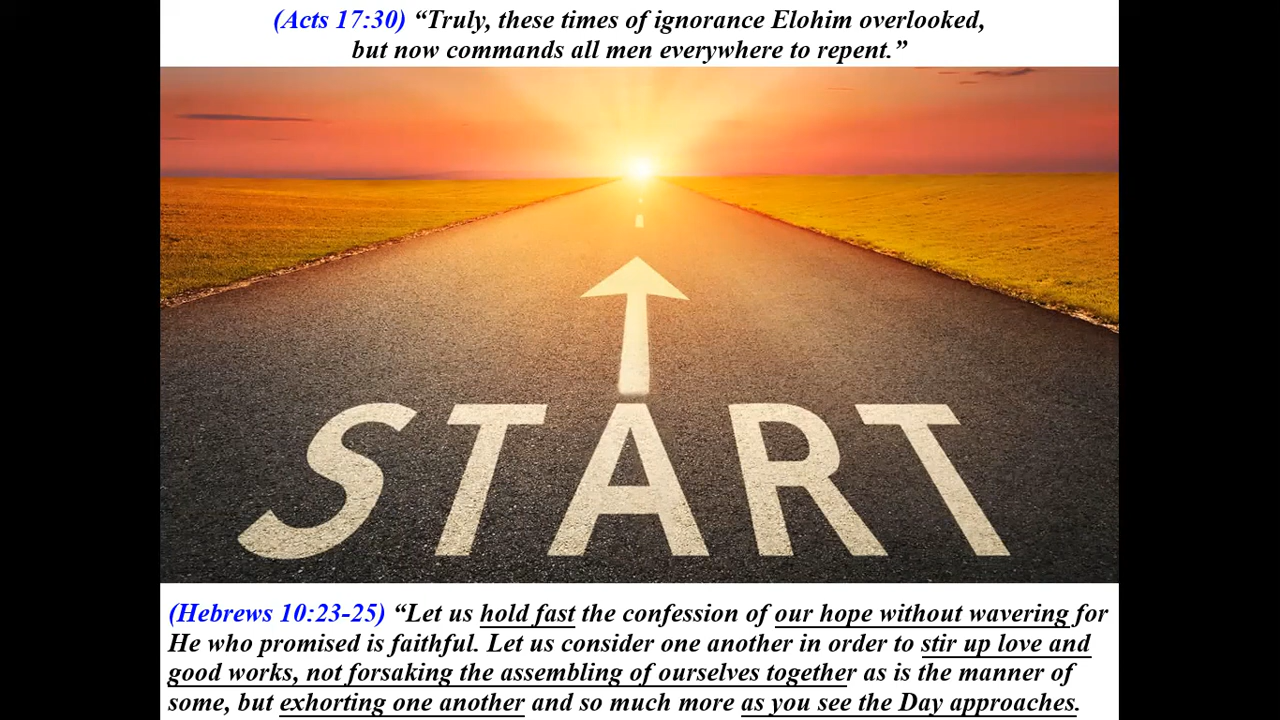 (Acts 17:30) “Truly, these times of ignorance Elohim overlooked,
but now commands all men everywhere to repent.”
START
(Hebrews 10:23-25) “Let us hold fast the confession of our hope without wavering for
He who promised is faithful. Let us consider one another in order to stir up love and
good works, not forsaking the assembling of ourselves together as is the manner of
some, but exhorting one another and so much more as you see the Day approaches.